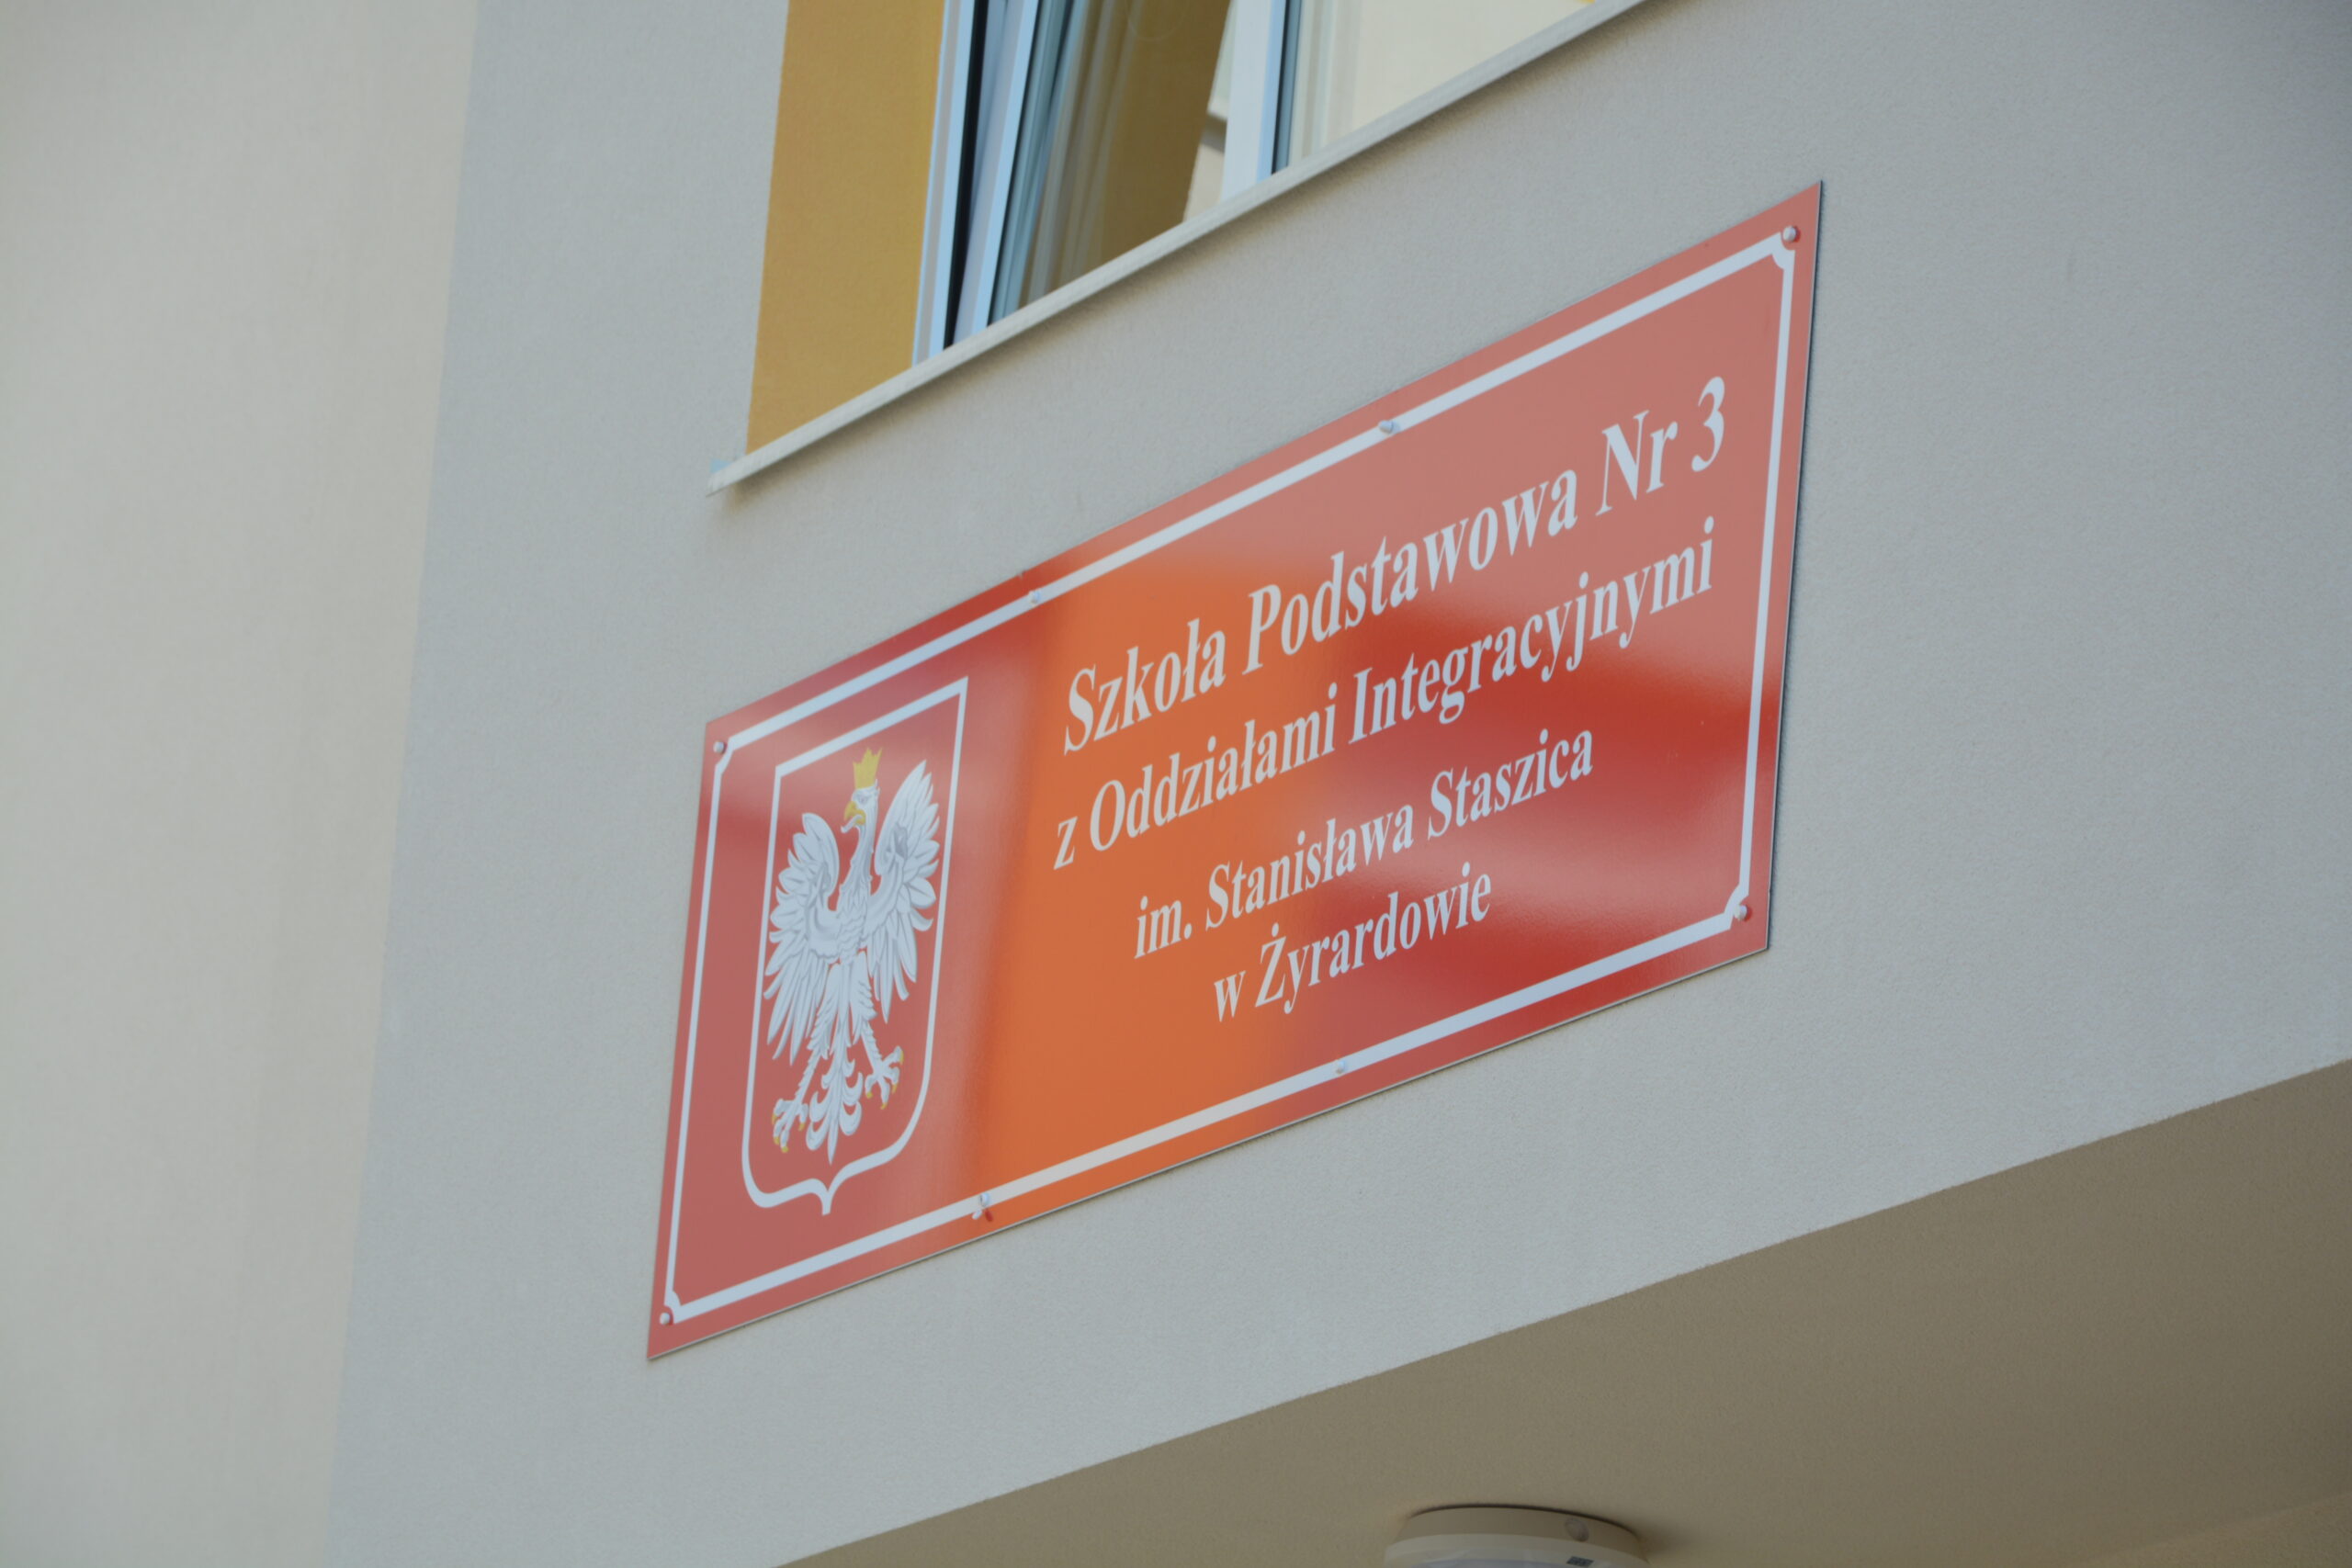 Szkoła Podstawowa Nr 3
z Oddziałami Integracyjnymi
im. Stanisława Staszica
w Żyrardowie